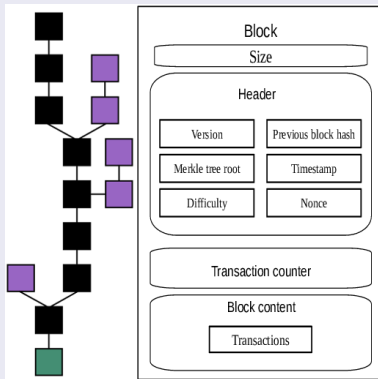 Block
Size
Header
Version
Previous block hash
Merkle tree root
Timestamp
Difficulty
Nonce
Transaction counter
Block content
Transactions